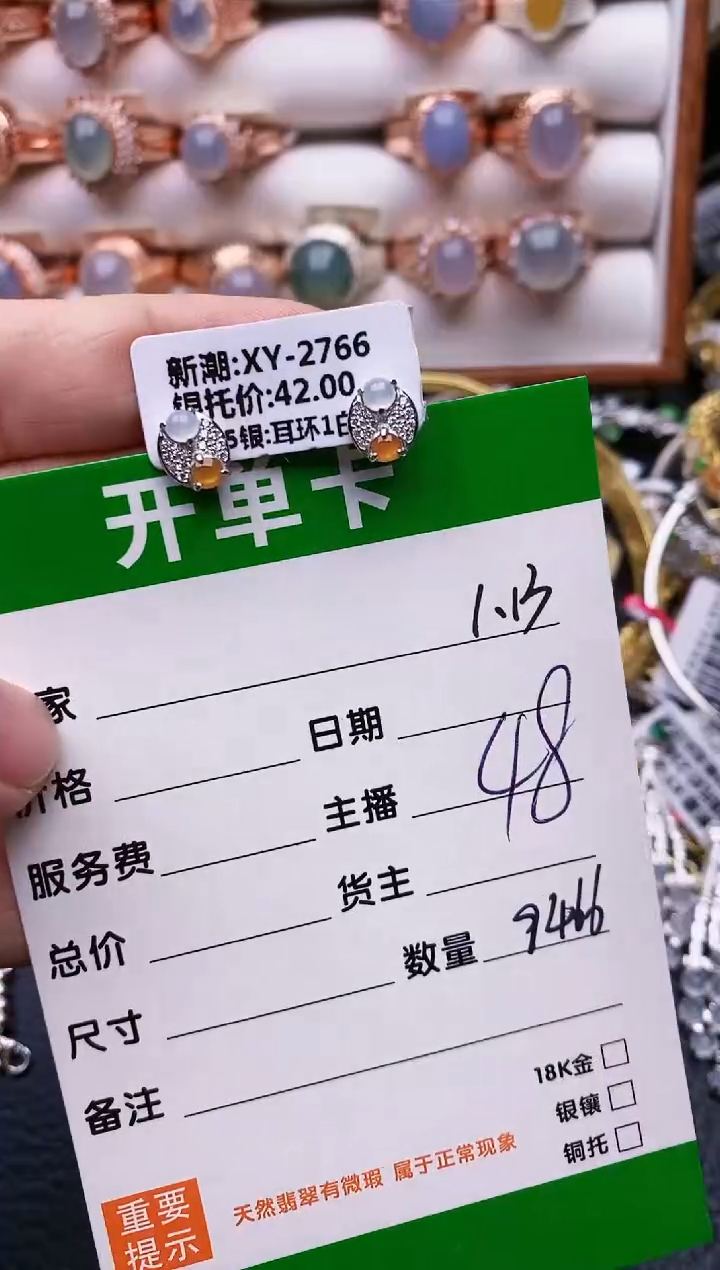 新潮:XY-2766
银托价:42.00
5银:耳环1白
开单卡
1.13
家
价格
日期
48
服务费
主播
总价
货主
尺寸
数量 9466
备注
18K金
银镶
铜托
重要
提示
天然翡翠有微瑕 属于正常现象